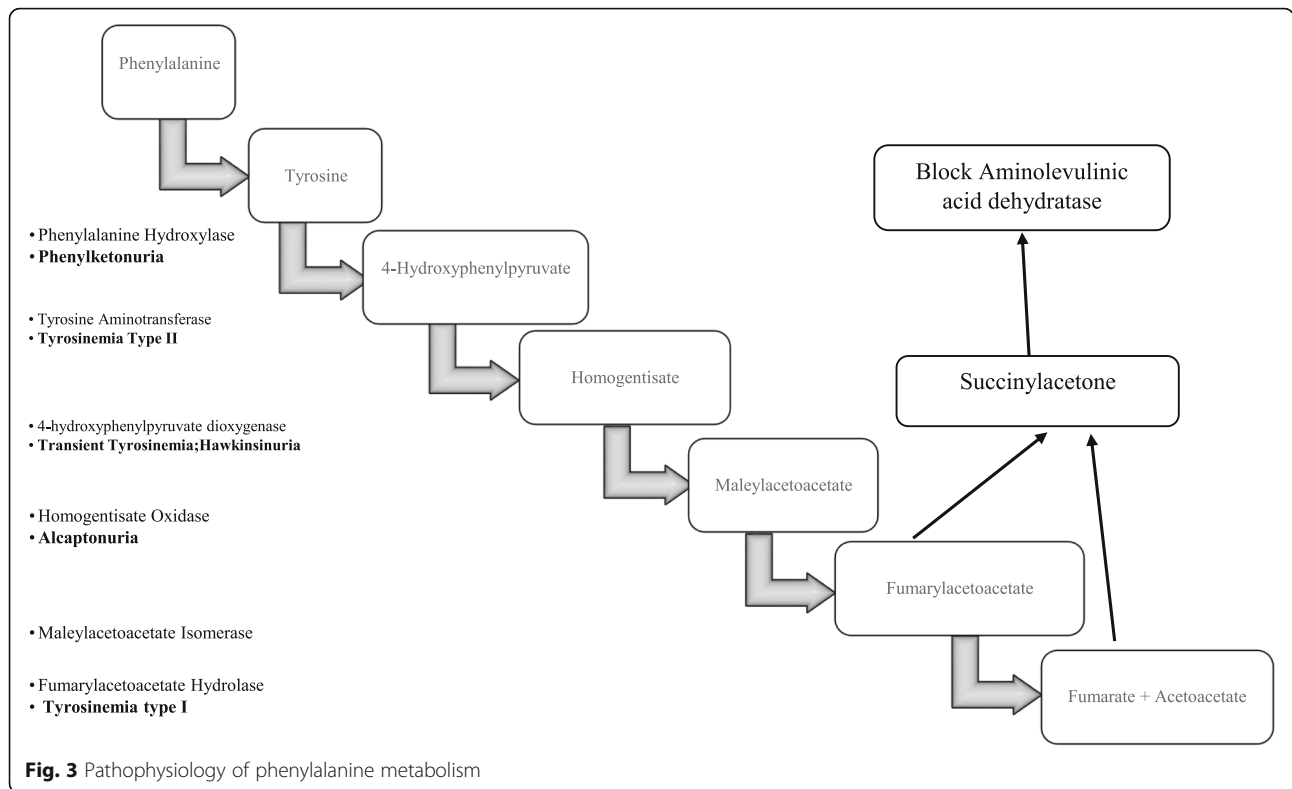 Phenylalanine
Tyrosine
Block Aminolevulinic
acid dehydratase
• Phenylalanine Hydroxylase
• Phenylketonuria
4-Hydroxyphenylpyruvate
• Tyrosine Aminotransferase
• Tyrosinemia Type II
Homogentisate
Succinylacetone
• 4-hydroxyphenylpyruvate dioxygenase
• Transient Tyrosinemia;Hawkinsinuria
Maleylacetoacetate
• Homogentisate Oxidase
• Alcaptonuria
Fumarylacetoacetate
• Maleylacetoacetate Isomerase
• Fumarylacetoacetate Hydrolase
• Tyrosinemia type I
Fumarate + Acetoacetate
Fig. 3 Pathophysiology of phenylalanine metabolism